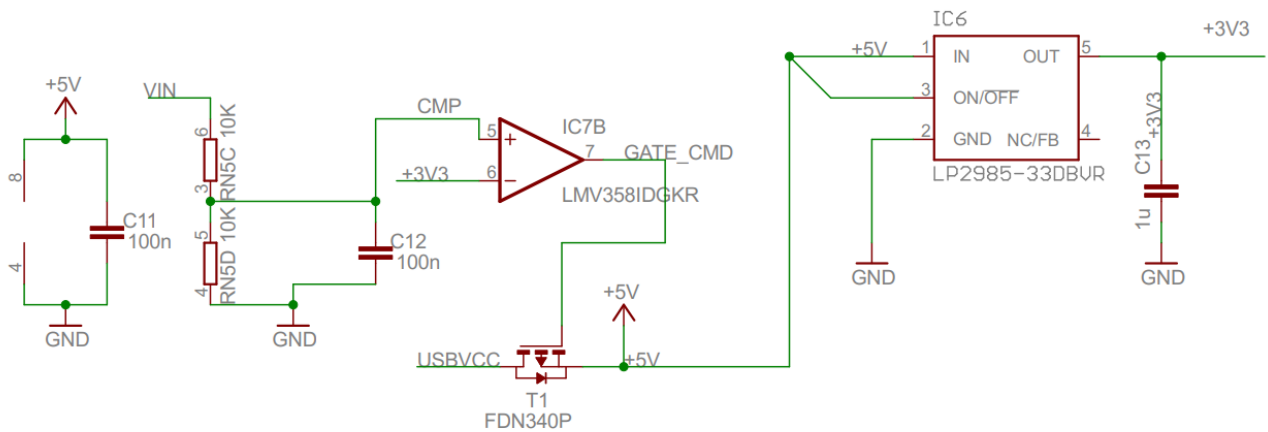 +5V
8
4
C11
100n
GND
VIN
6
RN5C 10K
3
5
RN5D 10K
4
GND
CMP
+3V3
5
6
+
−
7
IC7B
GATE_CMD
LMV358IDGKR
C12
100n
USBVCC
T1
FDN340P
+5V
+5V
IC6
+5V
1
IN
OUT
5
+3V3
3
ON/OFF
2
GND
NC/FB
4
LP2985-33DBVR
GND
C13
+3V3
1u
GND